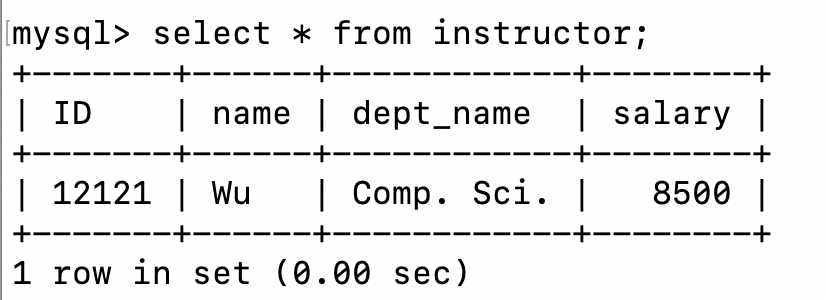 mysql> select * from instructor;
+-------+------+------------+--------+
| ID    | name | dept_name  | salary |
+-------+------+------------+--------+
| 12121 | Wu   | Comp. Sci. |   8500 |
+-------+------+------------+--------+
1 row in set (0.00 sec)